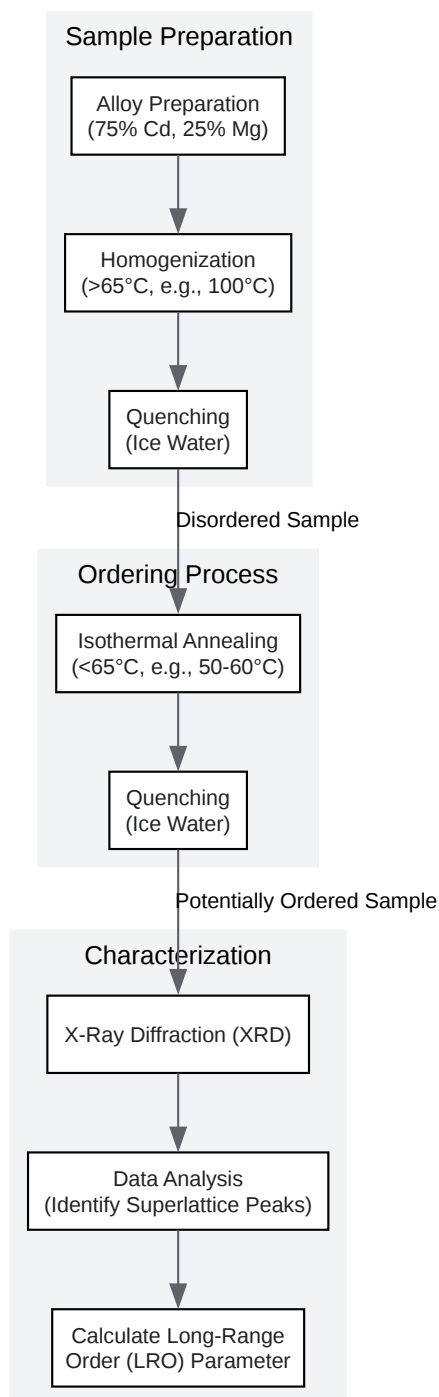 Sample Preparation
Alloy Preparation
(75% Cd, 25% Mg)
Homogenization
(>65°C, e.g., 100°C)
Quenching
(Ice Water)
Disordered Sample
Ordering Process
Isothermal Annealing
(<65°C, e.g., 50-60°C)
Quenching
(Ice Water)
Potentially Ordered Sample
Characterization
X-Ray Diffraction (XRD)
Data Analysis
(Identify Superlattice Peaks)
Calculate Long-Range
Order (LRO) Parameter